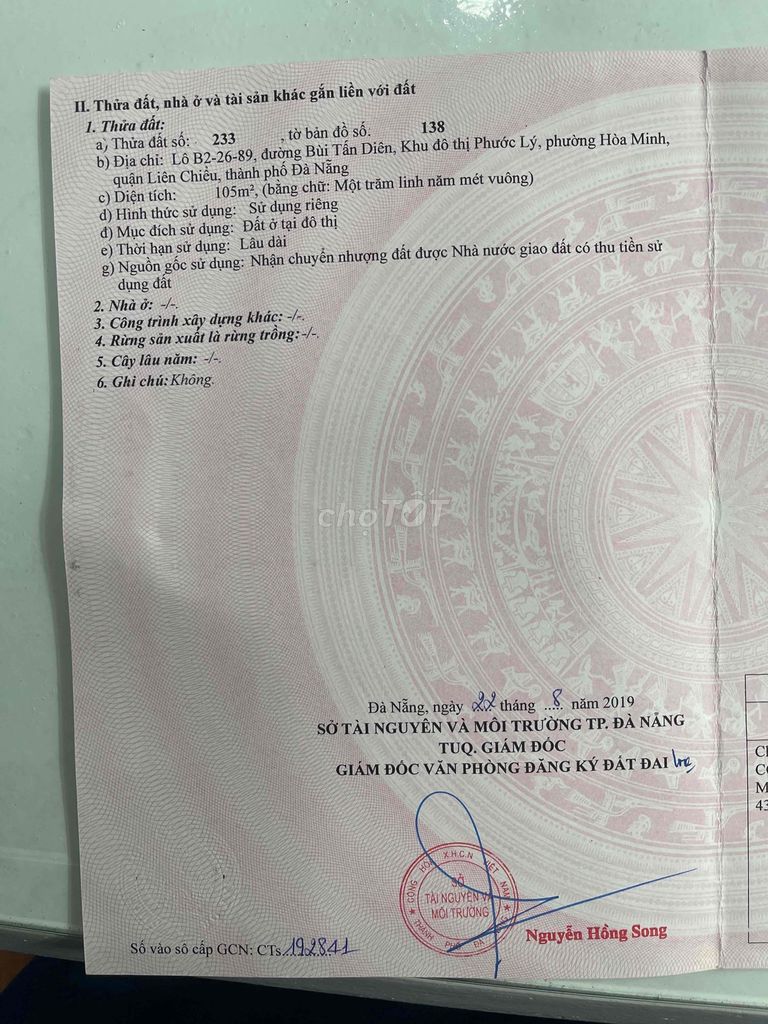 II. Thửa đất, nhà ở và tài sản khác gắn liền với đất
1. Thửa đất:
a) Thửa đất số: 233 , tờ bản đồ số: 138
b) Địa chỉ: Lô B2-26-89, đường Bùi Tấn Diên, Khu đô thị Phước Lý, phường Hòa Minh,
quận Liên Chiểu, thành phố Đà Nẵng
c) Diện tích: 105m², (bằng chữ: Một trăm linh năm mét vuông)
d) Hình thức sử dụng: Sử dụng riêng
đ) Mục đích sử dụng: Đất ở tại đô thị
e) Thời hạn sử dụng: Lâu dài
g) Nguồn gốc sử dụng: Nhận chuyển nhượng đất được Nhà nước giao đất có thu tiền sử
dụng đất
2. Nhà ở: -/-.
3. Công trình xây dựng khác: -/-.
4. Rừng sản xuất là rừng trồng: -/-.
5. Cây lâu năm: -/-.
6. Ghi chú: Không.
chợTỐT
Đà Nẵng, ngày 22 tháng 8 năm 2019
SỞ TÀI NGUYÊN VÀ MÔI TRƯỜNG TP. ĐÀ NẴNG
TUQ. GIÁM ĐỐC
GIÁM ĐỐC VĂN PHÒNG ĐĂNG KÝ ĐẤT ĐAI
CỘNG HÒA X.H.C.N VIỆT NAM
SỞ
TÀI NGUYÊN VÀ
MÔI TRƯỜNG
THÀNH PHỐ ĐÀ
Nguyễn Hồng Song
Số vào sổ cấp GCN: CTs 192841
M
43